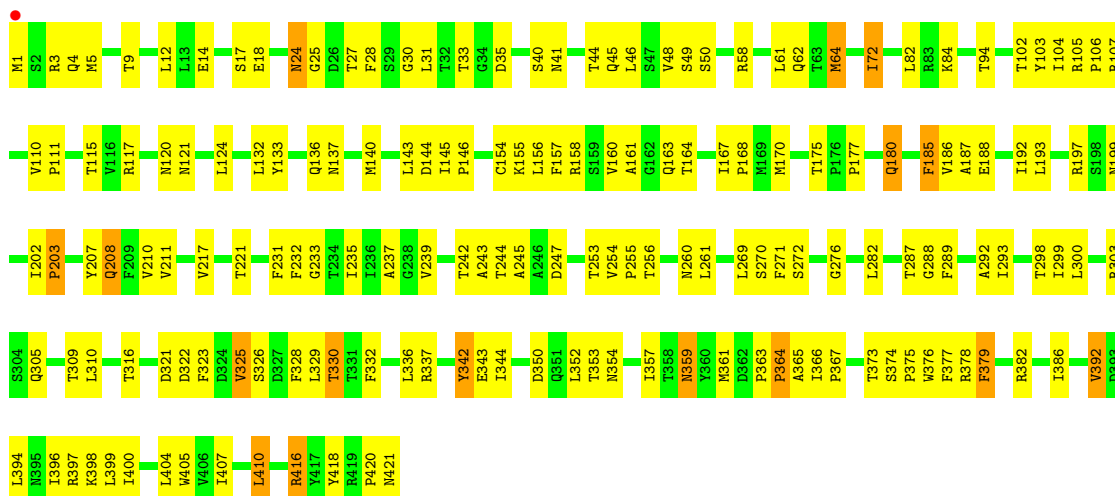 M1 S2 R3 Q4 M5 T9 L12 L13 E14 S17 E18 N24 G25 D26 T27 F28 S29 G30 L31 T32 T33 G34 D35 S40 N41 T44 Q45 L46 S47 V48 S49 S50 R58 L61 Q62 T63 M64 I72 L82 R83 K84 T94 T102 Y103 I104 R105 P106
V110 P111 T115 V116 R117 N120 N121 L124 L132 Y133 Q136 N137 M140 L143 D144 I145 P146 C154 K155 L156 F157 R158 S159 V160 A161 G162 Q163 T164 I167 P168 M169 M170 T175 P176 P177 Q180 F185 V186 A187 E188 I192 L193 R197 S198 N199
I202 P203 Y207 Q208 F209 V210 V211 V217 T221 F231 F232 G233 T234 I235 I236 A237 G238 V239 T242 A243 T244 A245 A246 D247 T253 V254 P255 T256 N260 L261 L269 S270 F271 S272 G276 L282 T287 G288 F289 A292 I293 T298 I299 L300
S304 Q305 T309 L310 T316 D321 D322 F323 D324 V325 S326 D327 F328 L329 T330 T331 F332 L336 R337 Y342 E343 I344 D350 Q351 L352 T353 N354 I357 T358 N359 Y360 M361 D362 P363 P364 A365 I366 P367 T373 S374 P375 W376 F377 R378 F379 R382 I386 V392
L394 N395 I396 R397 K398 L399 I400 L404 W405 V406 I407 L410 R416 Y417 Y418 R419 P420 N421